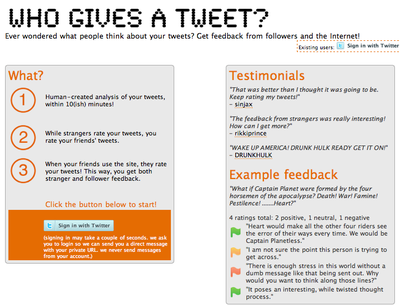 WHO GIVES A TWEET?
Ever wondered what people think about your tweets? Get feedback from followers and the Internet!
Existing users: Sign in with Twitter
What?
1
Human-created analysis of your tweets,
within 10(ish) minutes!
2
While strangers rate your tweets, you
rate your friends' tweets.
3
When your friends use the site, they rate
your tweets! This way, you get both
stranger and follower feedback.
Click the button below to start!
Sign in with Twitter
(signing in may take a couple of seconds. we ask
you to login so we can send you a direct message
with your private URL. we never send messages
from your account.)
Testimonials
"That was better than I thought it was going to be.
Keep rating my tweets!"
– sinjax
"The feedback from strangers was really interesting!
How can I get more?"
– rikkiprince
"WAKE UP AMERICA! DRUNK HULK READY GET IT ON!"
– DRUNKHULK
Example feedback
"What if Captain Planet were formed by the four
horsemen of the apocalypse? Death! War! Famine!
Pestilence! .......Heart?"
4 ratings total: 2 positive, 1 neutral, 1 negative
"Heart would make all the other four riders see
the error of their ways every time. We would be
Captain Planetless."
"I am not sure the point this person is trying to
get across."
"There is enough stress in this world without a
dumb message like that being sent out. Why
would you want to think along those lines?"
"It poses an interesting, while twisted thought
process."